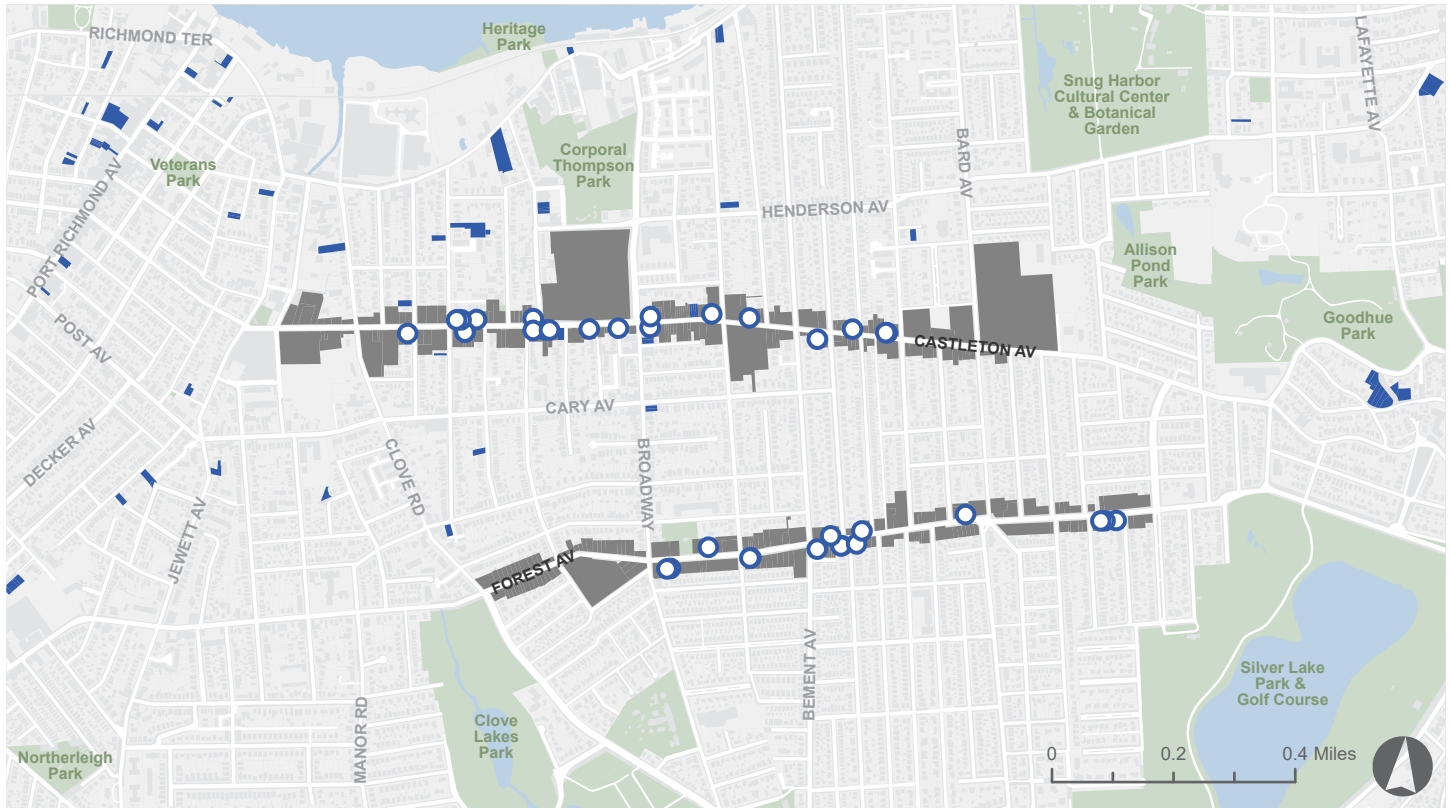 RICHMOND TER
Heritage
Park
LAFAYETTE AV
Snug Harbor
Cultural Center
& Botanical
Garden
Corporal
Thompson
Park
BARD AV
Veterans
Park
PORT RICHMOND AV
HENDERSON AV
Allison
Pond
Park
Goodhue
Park
POST AV
CASTLETON AV
CARY AV
DECKER AV
CLOVE RD
BROADWAY
JEWETT AV
FOREST AV
BEMENT AV
MANOR RD
Silver Lake
Park &
Golf Course
Clove
Lakes
Park
Northerleigh
Park
0 0.2 0.4 Miles